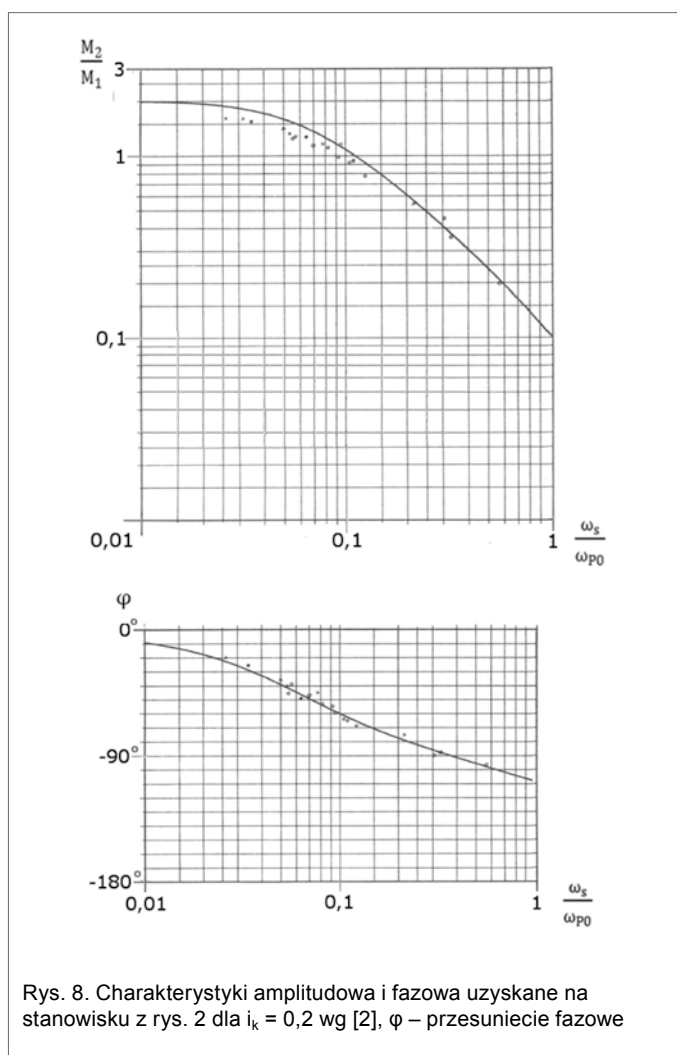 M₂
M₁
3
1
0,1
0,01
0,1
1
ωₛ
ω_P0
φ
0°
-90°
-180°
0,01
0,1
1
ωₛ
ω_P0
Rys. 8. Charakterystyki amplitudowa i fazowa uzyskane na
stanowisku z rys. 2 dla iₖ = 0,2 wg [2], φ – przesuniecie fazowe